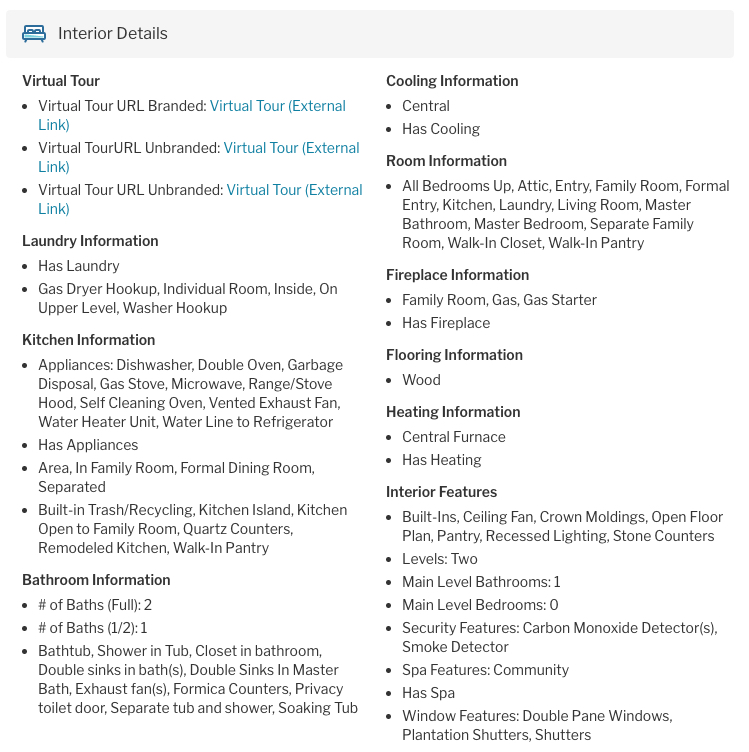 Interior Details
Virtual Tour
Virtual Tour URL Branded: Virtual Tour (External
Link)
Virtual TourURL Unbranded: Virtual Tour (External
Link)
Virtual Tour URL Unbranded: Virtual Tour (External
Link)
Laundry Information
Has Laundry
Gas Dryer Hookup, Individual Room, Inside, On
Upper Level, Washer Hookup
Kitchen Information
Appliances: Dishwasher, Double Oven, Garbage
Disposal, Gas Stove, Microwave, Range/Stove
Hood, Self Cleaning Oven, Vented Exhaust Fan,
Water Heater Unit, Water Line to Refrigerator
Has Appliances
Area, In Family Room, Formal Dining Room,
Separated
Built-in Trash/Recycling, Kitchen Island, Kitchen
Open to Family Room, Quartz Counters,
Remodeled Kitchen, Walk-In Pantry
Bathroom Information
# of Baths (Full): 2
# of Baths (1/2): 1
Bathtub, Shower in Tub, Closet in bathroom,
Double sinks in bath(s), Double Sinks In Master
Bath, Exhaust fan(s), Formica Counters, Privacy
toilet door, Separate tub and shower, Soaking Tub
Cooling Information
Central
Has Cooling
Room Information
All Bedrooms Up, Attic, Entry, Family Room, Formal
Entry, Kitchen, Laundry, Living Room, Master
Bathroom, Master Bedroom, Separate Family
Room, Walk-In Closet, Walk-In Pantry
Fireplace Information
Family Room, Gas, Gas Starter
Has Fireplace
Flooring Information
Wood
Heating Information
Central Furnace
Has Heating
Interior Features
Built-Ins, Ceiling Fan, Crown Moldings, Open Floor
Plan, Pantry, Recessed Lighting, Stone Counters
Levels: Two
Main Level Bathrooms: 1
Main Level Bedrooms: 0
Security Features: Carbon Monoxide Detector(s),
Smoke Detector
Spa Features: Community
Has Spa
Window Features: Double Pane Windows,
Plantation Shutters, Shutters